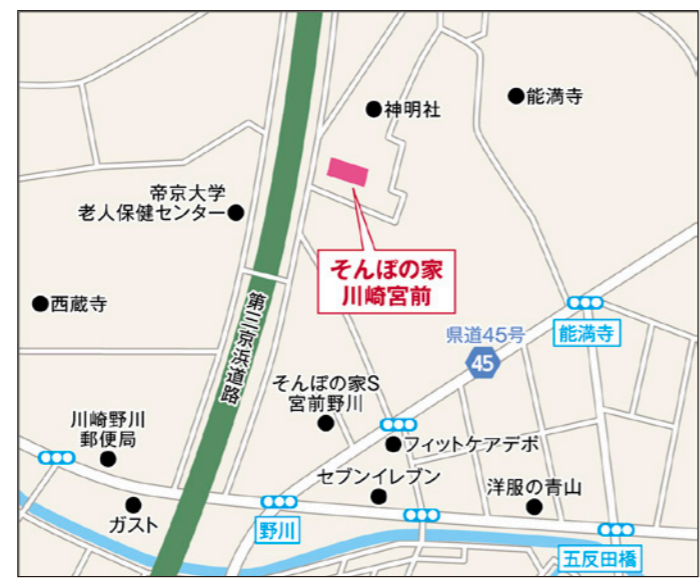 神明社
能満寺
帝京大学
老人保健センター
そんぽの家
川崎宮前
西蔵寺
第三京浜道路
県道45号
45
能満寺
そんぽの家S
宮前野川
川崎野川
郵便局
フィットケアデポ
セブンイレブン
洋服の青山
ガスト
野川
五反田橋